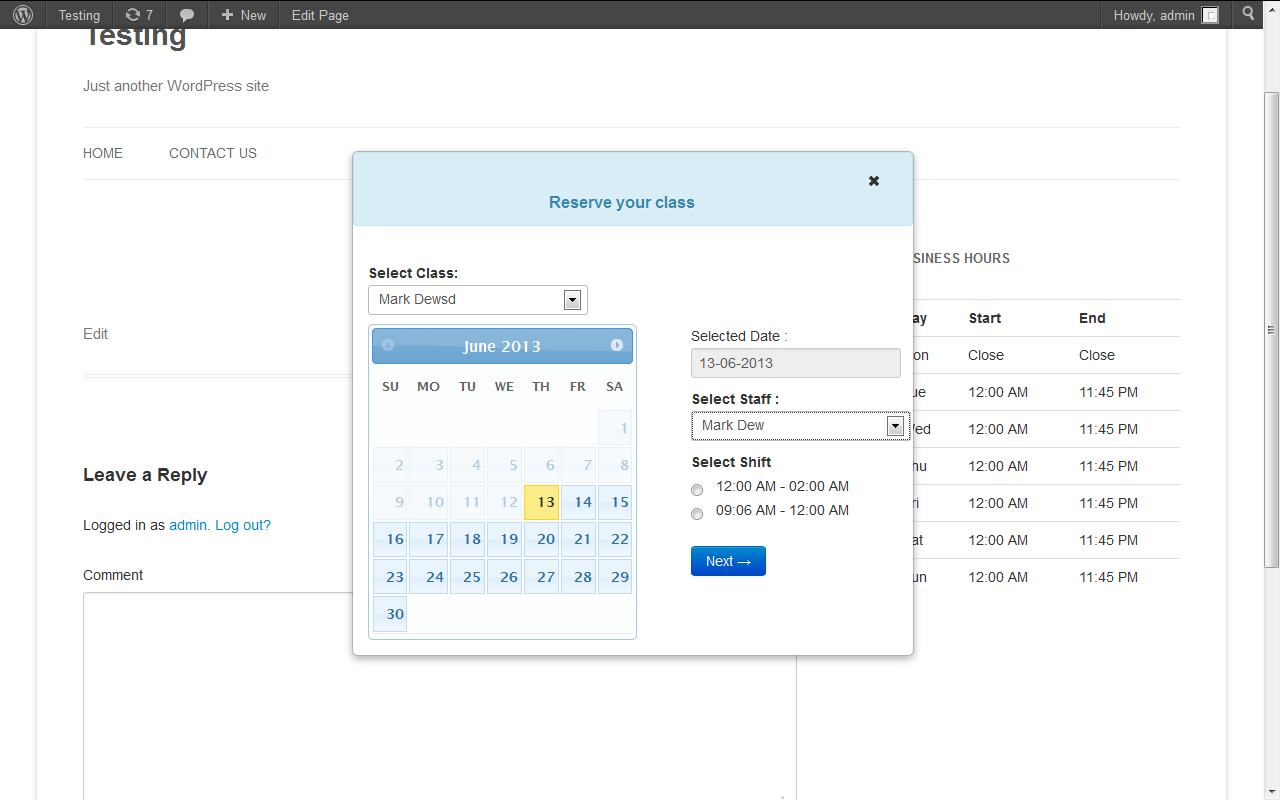 Testing 7 New Edit Page Howdy, admin
Testing
Just another WordPress site
HOME CONTACT US
Reserve your class
Select Class:
Mark Dewsd
June 2013
SU MO TU WE TH FR SA
1
2 3 4 5 6 7 8
9 10 11 12 13 14 15
16 17 18 19 20 21 22
23 24 25 26 27 28 29
30
Selected Date :
13-06-2013
Select Staff :
Mark Dew
Select Shift
12:00 AM - 02:00 AM
09:06 AM - 12:00 AM
Next →
Edit
Leave a Reply
Logged in as admin. Log out?
Comment
SINESS HOURS
ay Start End
on Close Close
ue 12:00 AM 11:45 PM
Wed 12:00 AM 11:45 PM
hu 12:00 AM 11:45 PM
ri 12:00 AM 11:45 PM
at 12:00 AM 11:45 PM
un 12:00 AM 11:45 PM